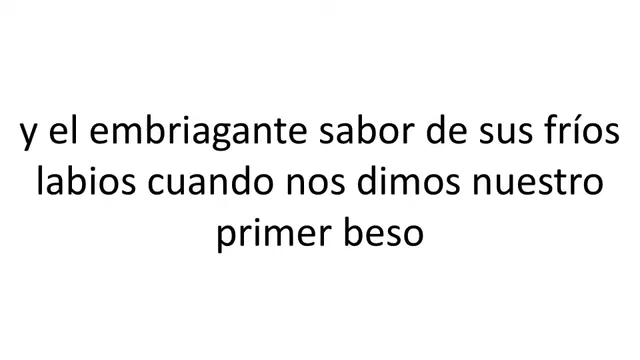 y el embriagante sabor de sus fríos
labios cuando nos dimos nuestro
primer beso